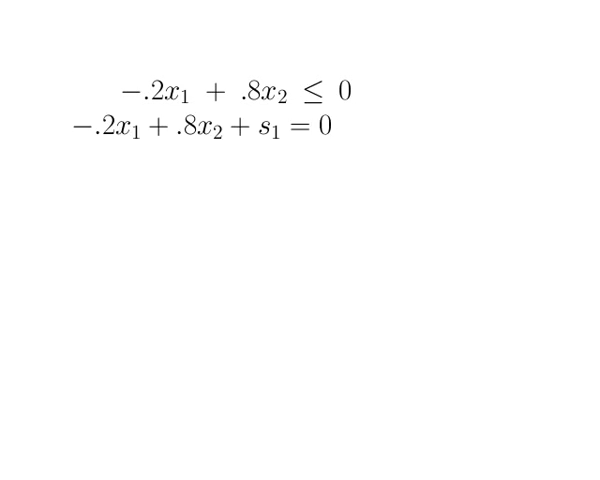 −.2x₁ + .8x₂ ≤ 0
−.2x₁ + .8x₂ + s₁ = 0